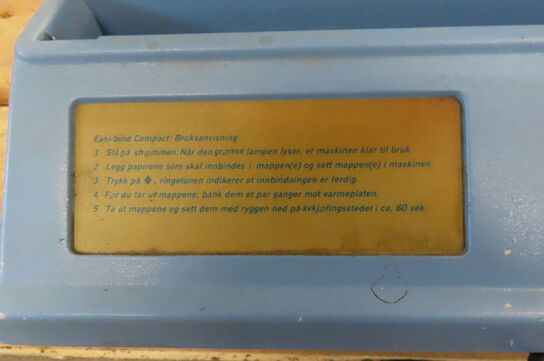 Easi-bind Compact: Bruksanvisning
1 Slå på strømmen. Når den grønne lampen lyser, er maskinen klar til bruk.
2 Legg papirene som skal innbindes i mappen(e) og sett mappen(e) i maskinen.
3 Trykk på , ringetonen indikerer at innbindningen er ferdig.
4 Før du tar ut mappene, bank dem et par ganger mot varmeplaten.
5 Ta ut mappene og sett dem med ryggen ned på avkjølingsstedet i ca. 60 sek.